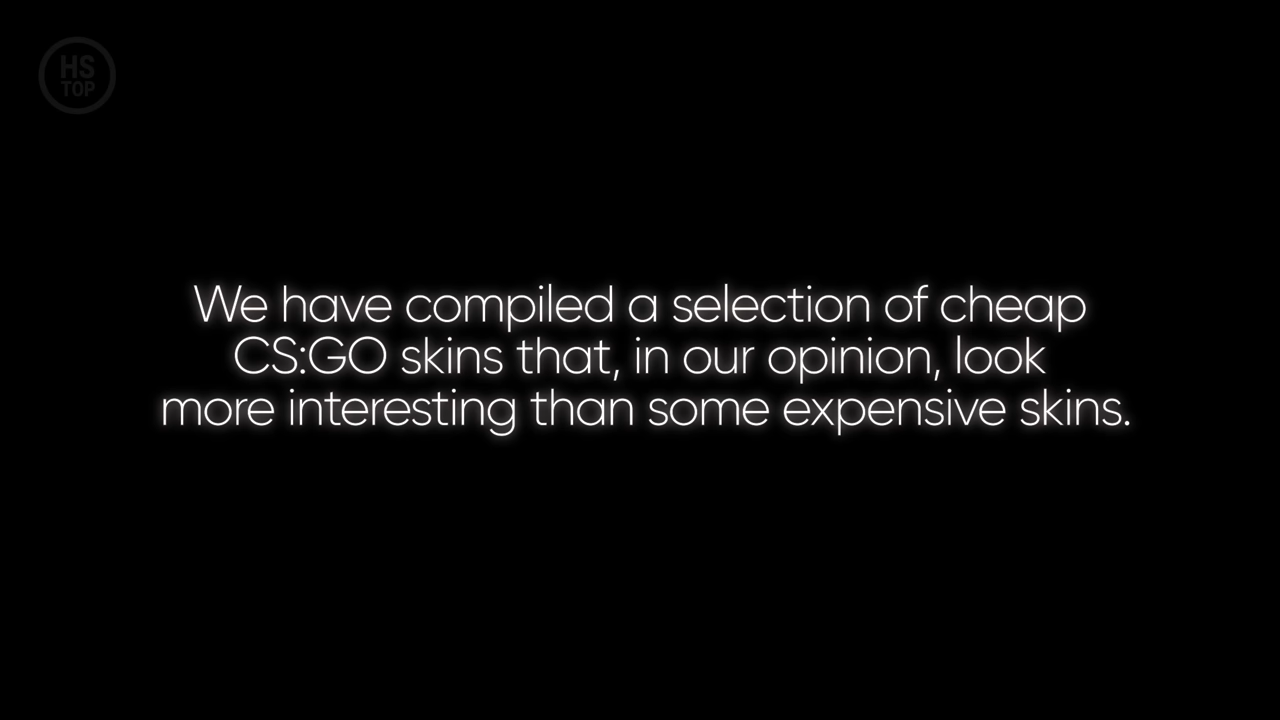 HS
TOP
We have compiled a selection of cheap
CS:GO skins that, in our opinion, look
more interesting than some expensive skins.